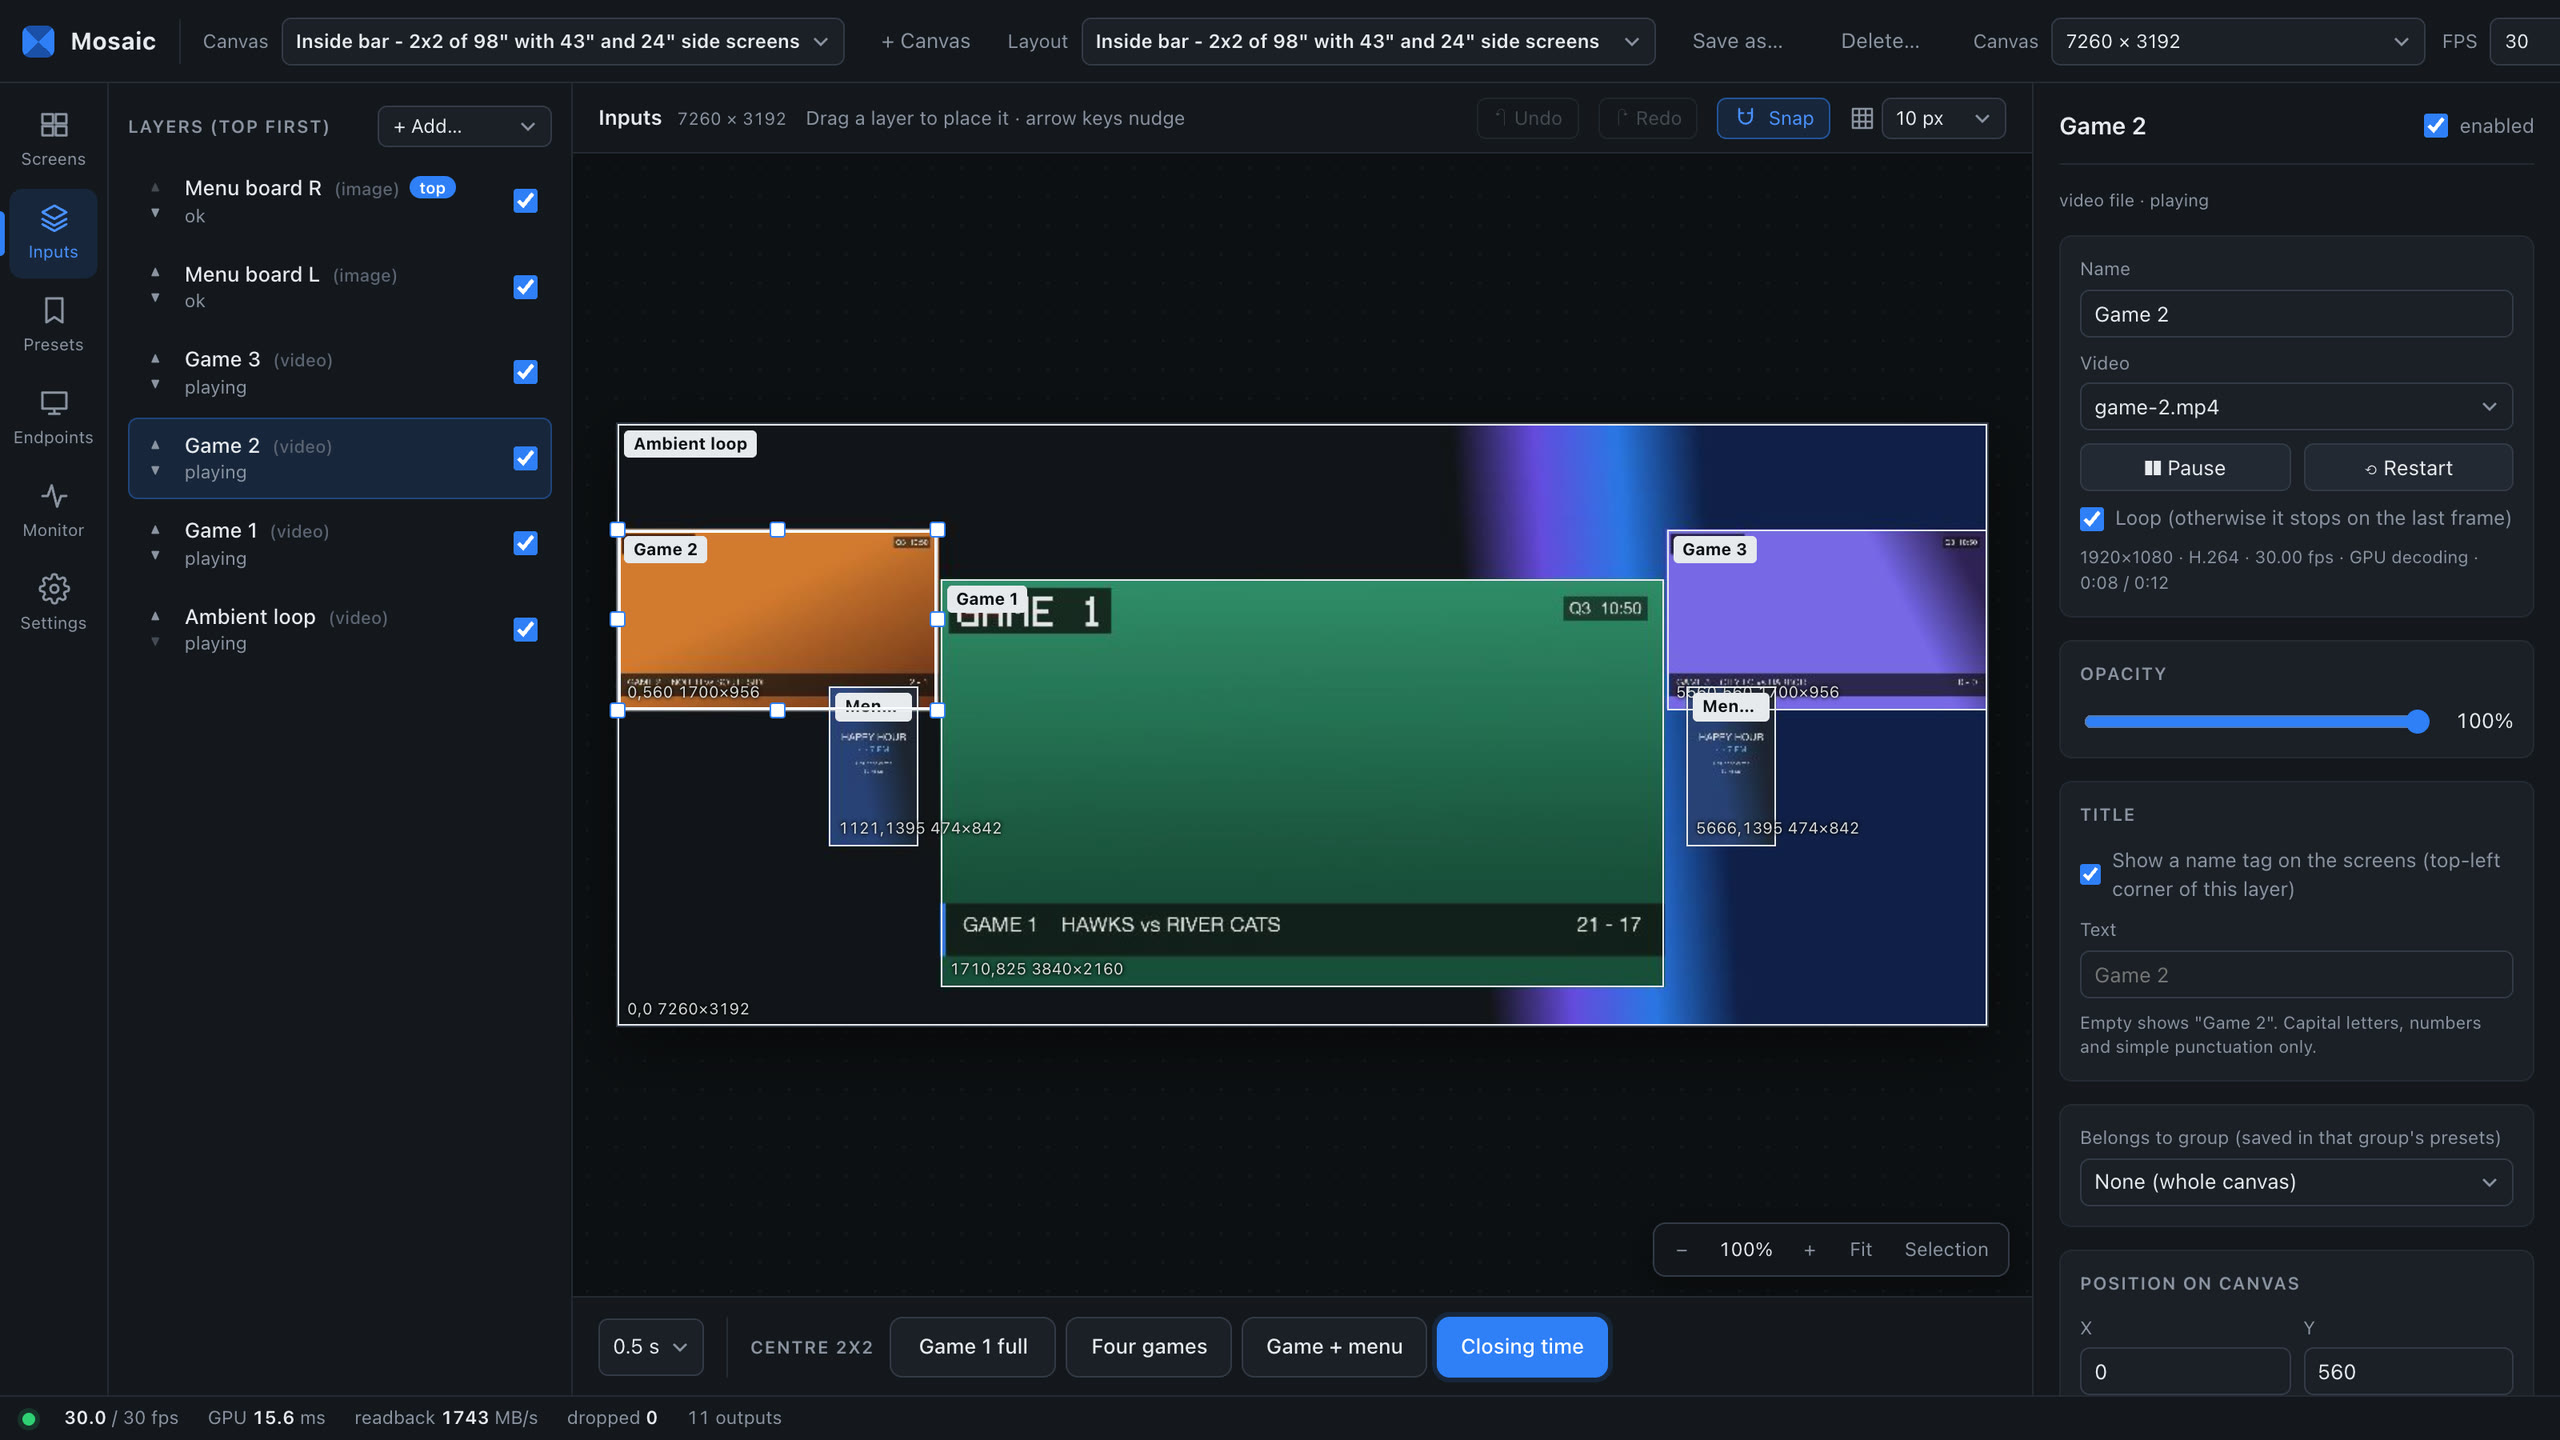 Mosaic
Canvas Inside bar - 2x2 of 98" with 43" and 24" side screens + Canvas Layout Inside bar - 2x2 of 98" with 43" and 24" side screens Save as... Delete... Canvas 7260 × 3192 FPS 30
Screens
Inputs
Presets
Endpoints
Monitor
Settings
LAYERS (TOP FIRST) + Add...
Menu board R (image) top
ok
Menu board L (image)
ok
Game 3 (video)
playing
Game 2 (video)
playing
Game 1 (video)
playing
Ambient loop (video)
playing
Inputs 7260 × 3192 Drag a layer to place it · arrow keys nudge Undo Redo Snap 10 px
Ambient loop
Game 2
Game 3
Game 1
GAME 1
Q3 10:50
0,560 1700×956
Men...
HAPPY HOUR
1121,1395 474×842
Men...
HAPPY HOUR
5666,1395 474×842
GAME 1 HAWKS vs RIVER CATS 21 - 17
1710,825 3840×2160
0,0 7260×3192
− 100% + Fit Selection
0.5 s CENTRE 2X2 Game 1 full Four games Game + menu Closing time
Game 2 enabled
video file · playing
Name
Game 2
Video
game-2.mp4
Pause Restart
Loop (otherwise it stops on the last frame)
1920×1080 · H.264 · 30.00 fps · GPU decoding ·
0:08 / 0:12
OPACITY
100%
TITLE
Show a name tag on the screens (top-left
corner of this layer)
Text
Game 2
Empty shows "Game 2". Capital letters, numbers
and simple punctuation only.
Belongs to group (saved in that group's presets)
None (whole canvas)
POSITION ON CANVAS
X Y
0 560
30.0 / 30 fps GPU 15.6 ms readback 1743 MB/s dropped 0 11 outputs